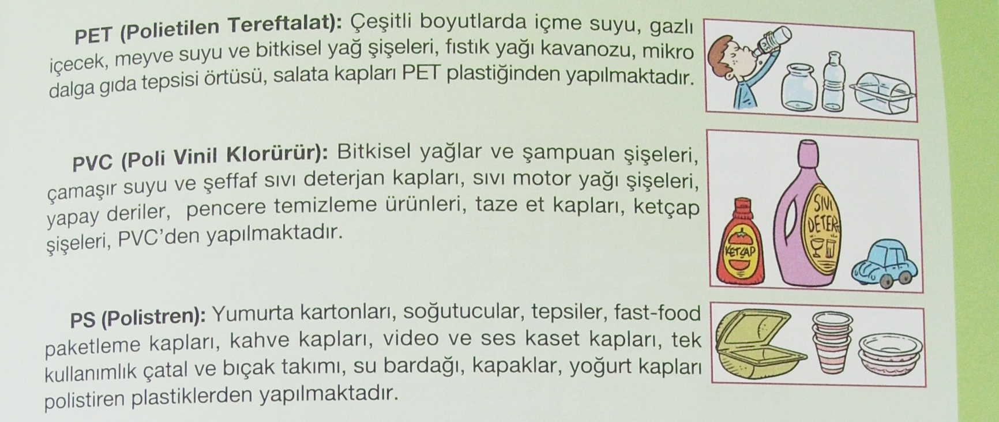 PET (Polietilen Tereftalat): Çeşitli boyutlarda içme suyu, gazlı
içecek, meyve suyu ve bitkisel yağ şişeleri, fıstık yağı kavanozu, mikro
dalga gıda tepsisi örtüsü, salata kapları PET plastiğinden yapılmaktadır.
PVC (Poli Vinil Klorürür): Bitkisel yağlar ve şampuan şişeleri,
çamaşır suyu ve şeffaf sıvı deterjan kapları, sıvı motor yağı şişeleri,
yapay deriler, pencere temizleme ürünleri, taze et kapları, ketçap
şişeleri, PVC'den yapılmaktadır.
SIVI
DETER
KETÇAP
PS (Polistren): Yumurta kartonları, soğutucular, tepsiler, fast-food
paketleme kapları, kahve kapları, video ve ses kaset kapları, tek
kullanımlık çatal ve bıçak takımı, su bardağı, kapaklar, yoğurt kapları
polistiren plastiklerden yapılmaktadır.